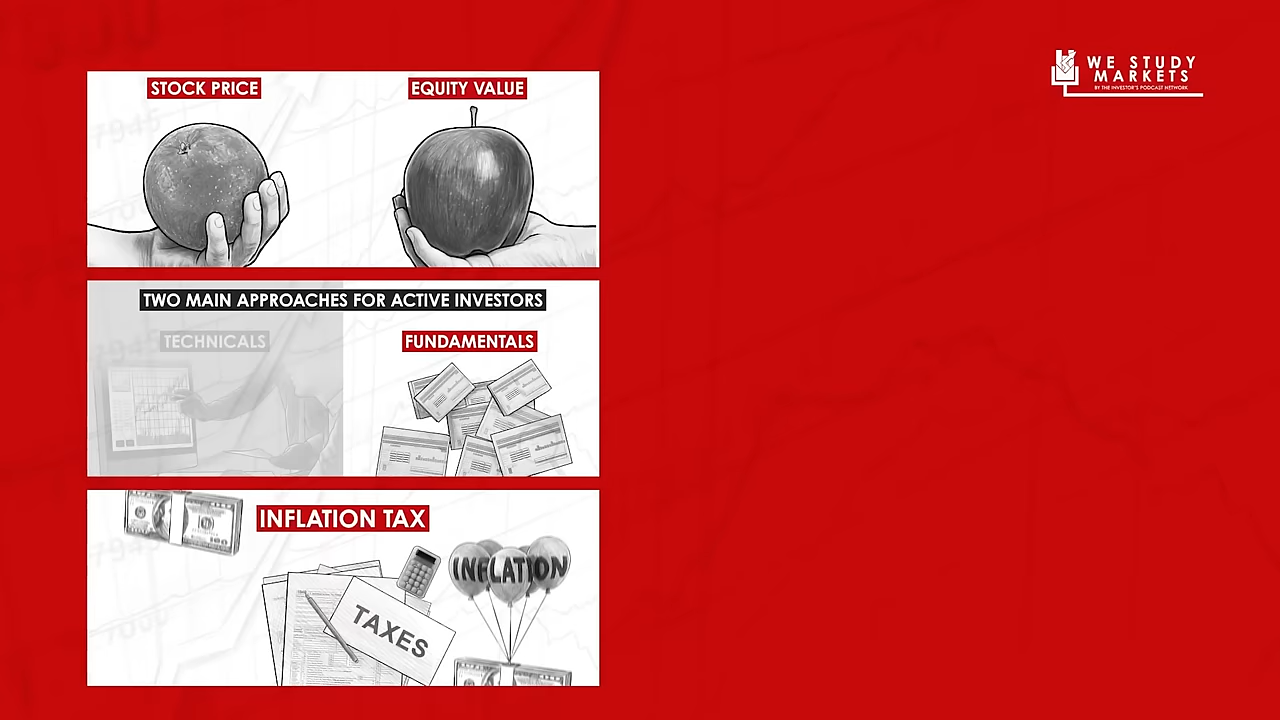 STOCK PRICE
EQUITY VALUE
WE STUDY
MARKETS
BY THE INVESTOR'S PODCAST NETWORK
TWO MAIN APPROACHES FOR ACTIVE INVESTORS
TECHNICALS
FUNDAMENTALS
INFLATION TAX
INFLATION
TAXES
100